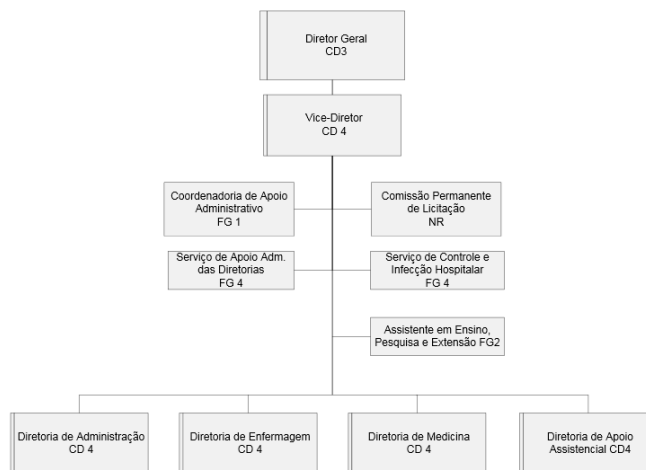 Diretor Geral
CD3
Vice-Diretor
CD 4
Coordenadoria de Apoio
Administrativo
FG 1
Comissão Permanente
de Licitação
NR
Serviço de Apoio Adm.
das Diretorias
FG 4
Serviço de Controle e
Infecção Hospitalar
FG 4
Assistente em Ensino,
Pesquisa e Extensão FG2
Diretoria de Administração
CD 4
Diretoria de Enfermagem
CD 4
Diretoria de Medicina
CD 4
Diretoria de Apoio
Assistencial CD4